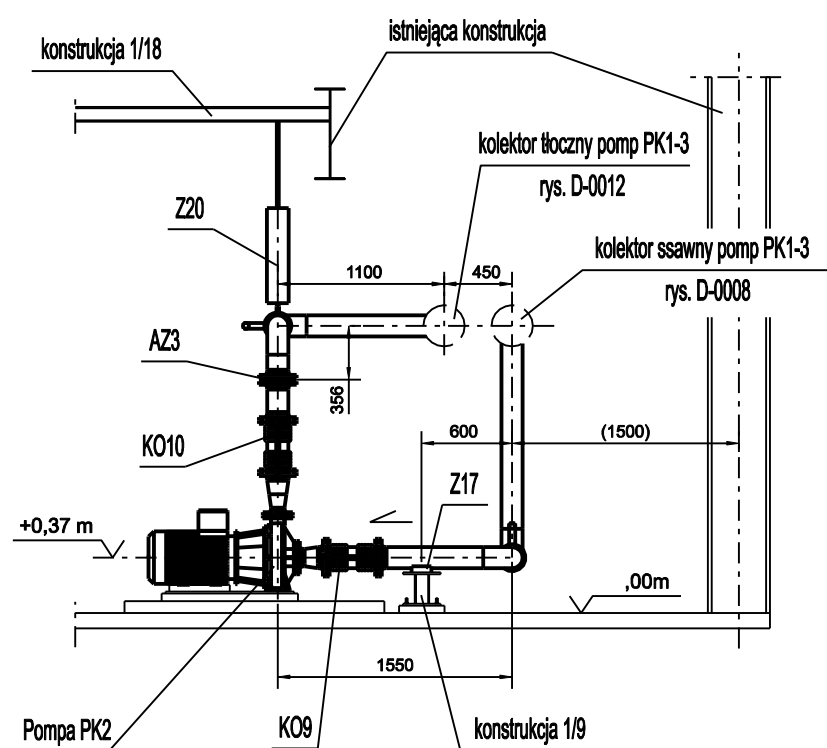 istniejąca konstrukcja
konstrukcja 1/18
kolektor tłoczny pomp PK1-3
rys. D-0012
Z20
kolektor ssawny pomp PK1-3
1100
450
rys. D-0008
AZ3
356
KO10
600
(1500)
Z17
+0,37 m
,00m
1550
Pompa PK2
KO9
konstrukcja 1/9